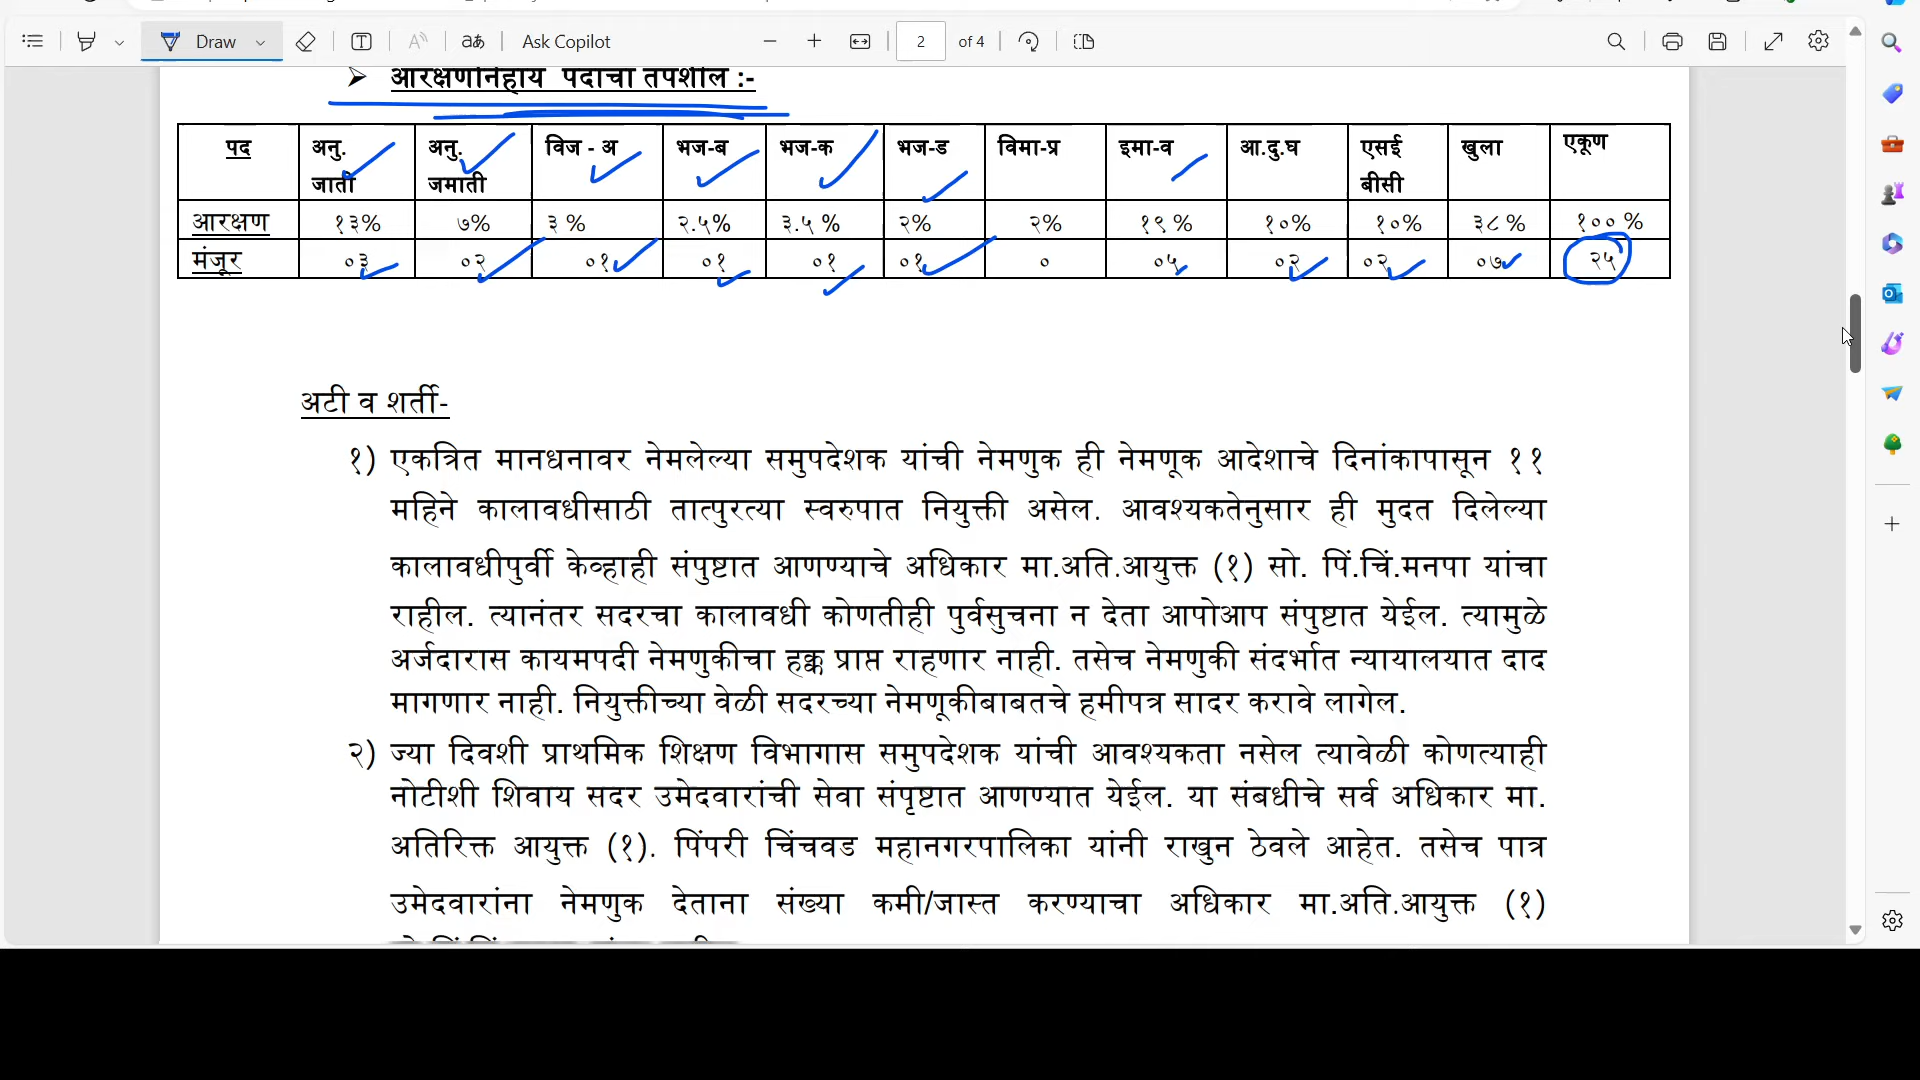 Draw
Ask Copilot
2 of 4
आरक्षणनिहाय पदाचा तपशील :-
पद अनु. जाती अनु. जमाती विज - अ भज-ब भज-क भज-ड विमा-प्र इमा-व आ.दु.घ एसई बीसी खुला एकूण
आरक्षण १३% ७% ३ % २.५% ३.५ % २% २% १९ % १०% १०% ३८ % १०० %
मंजूर ०३ ०२ ०१ ०१ ०१ ०१ ० ०५ ०२ ०२ ०७ २५
अटी व शर्ती-
१) एकत्रित मानधनावर नेमलेल्या समुपदेशक यांची नेमणुक ही नेमणूक आदेशाचे दिनांकापासून ११
महिने कालावधीसाठी तात्पुरत्या स्वरुपात नियुक्ती असेल. आवश्यकतेनुसार ही मुदत दिलेल्या
कालावधीपुर्वी केव्हाही संपुष्टात आणण्याचे अधिकार मा.अति.आयुक्त (१) सो. पिं.चिं.मनपा यांचा
राहील. त्यानंतर सदरचा कालावधी कोणतीही पुर्वसुचना न देता आपोआप संपुष्टात येईल. त्यामुळे
अर्जदारास कायमपदी नेमणुकीचा हक्क प्राप्त राहणार नाही. तसेच नेमणुकी संदर्भात न्यायालयात दाद
मागणार नाही. नियुक्तीच्या वेळी सदरच्या नेमणूकीबाबतचे हमीपत्र सादर करावे लागेल.
२) ज्या दिवशी प्राथमिक शिक्षण विभागास समुपदेशक यांची आवश्यकता नसेल त्यावेळी कोणत्याही
नोटीशी शिवाय सदर उमेदवारांची सेवा संपृष्टात आणण्यात येईल. या संबधीचे सर्व अधिकार मा.
अतिरिक्त आयुक्त (१). पिंपरी चिंचवड महानगरपालिका यांनी राखुन ठेवले आहेत. तसेच पात्र
उमेदवारांना नेमणुक देताना संख्या कमी/जास्त करण्याचा अधिकार मा.अति.आयुक्त (१)